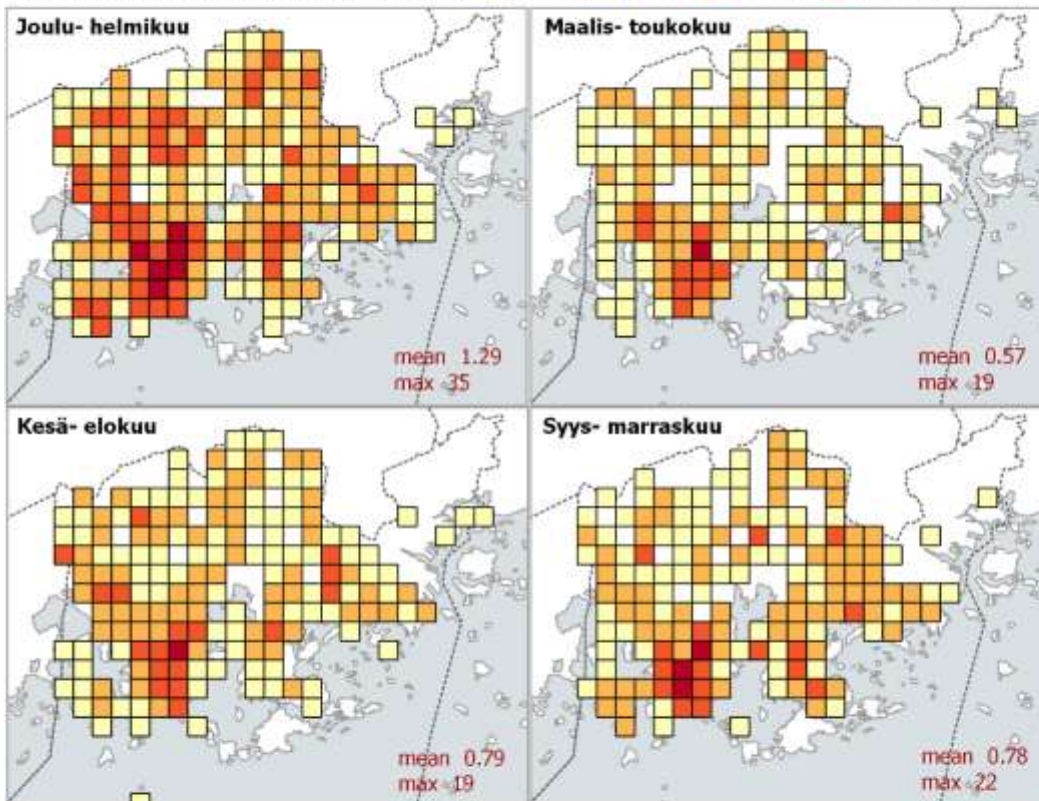 Joulu- helmikuu
mean 1.29
max 35
Maalis- toukokuu
mean 0.57
max 19
Kesä- elokuu
mean 0.79
max 19
Syys- marraskuu
mean 0.78
max 22